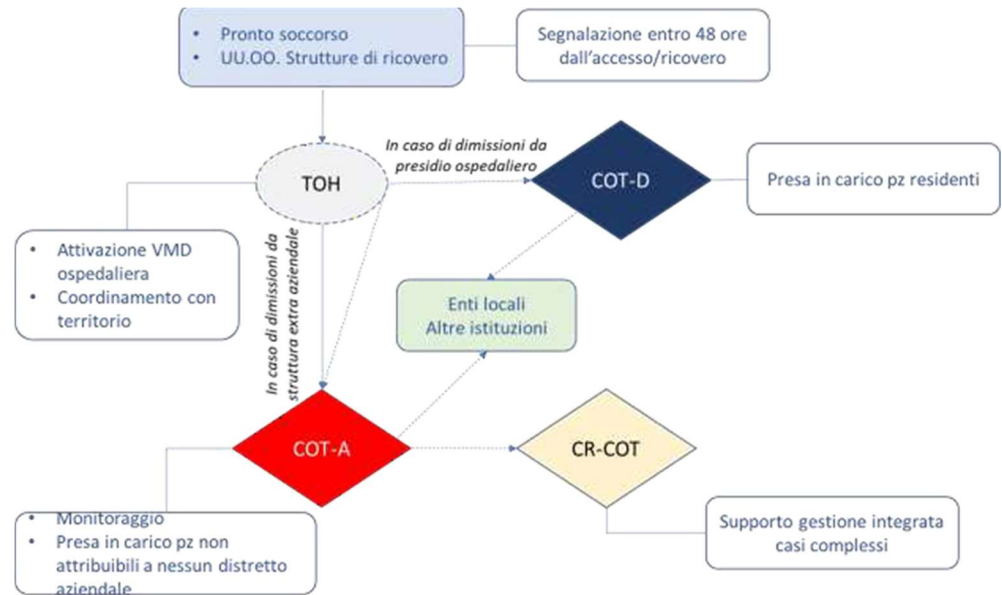 • Pronto soccorso
• UU.OO. Strutture di ricovero
Segnalazione entro 48 ore
dall'accesso/ricovero
In caso di dimissioni da
presidio ospedaliero
TOH
COT-D
Presa in carico pz residenti
• Attivazione VMD
ospedaliera
• Coordinamento con
territorio
In caso di dimissioni da
struttura extra aziendale
Enti locali
Altre istituzioni
COT-A
CR-COT
• Monitoraggio
• Presa in carico pz non
attribuibili a nessun distretto
aziendale
Supporto gestione integrata
casi complessi